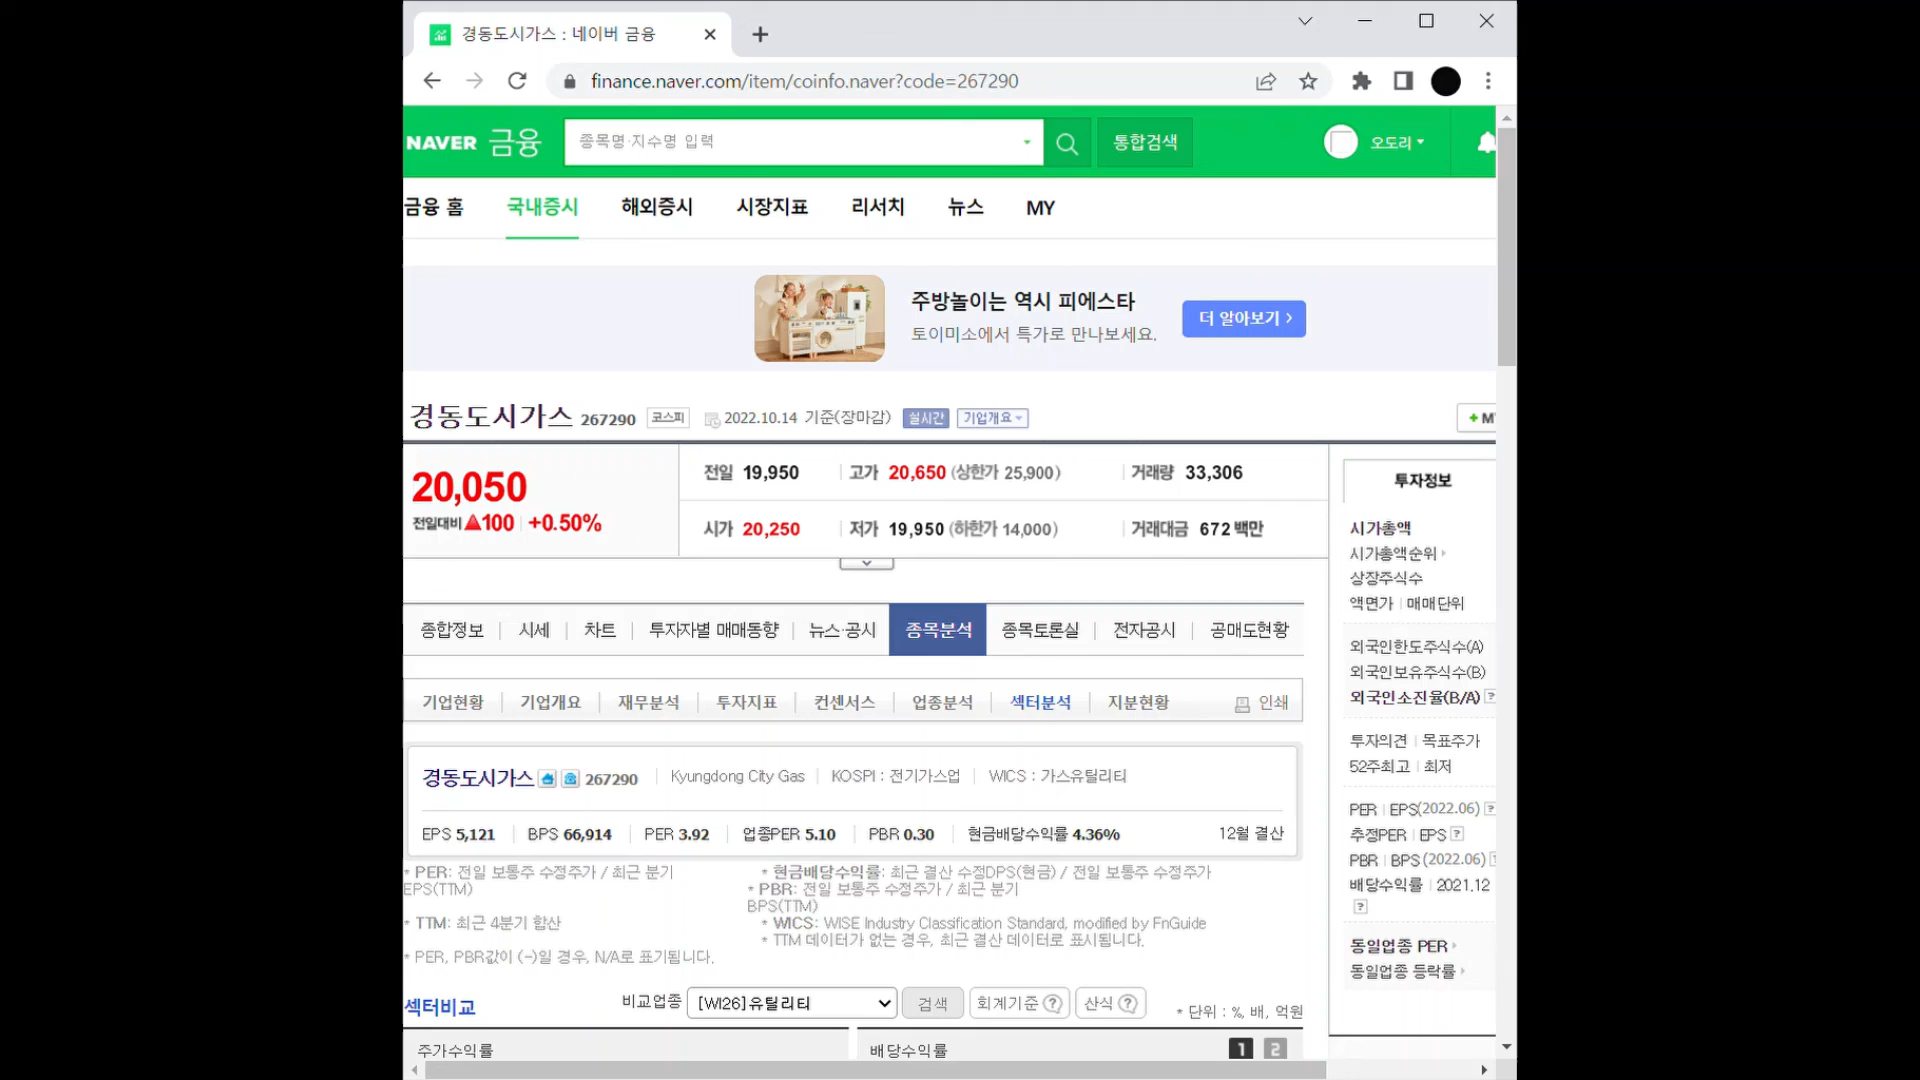 경동도시가스 : 네이버 금융
finance.naver.com/item/coinfo.naver?code=267290
NAVER 금융
종목명·지수명 입력
통합검색
오도리
금융 홈 국내증시 해외증시 시장지표 리서치 뉴스 MY
주방놀이는 역시 피에스타
토이미소에서 특가로 만나보세요.
더 알아보기 >
경동도시가스 267290 코스피 2022.10.14 기준(장마감) 실시간 기업개요
+ M
20,050
전일대비 ▲100 +0.50%
전일 19,950 고가 20,650 (상한가 25,900) 거래량 33,306
시가 20,250 저가 19,950 (하한가 14,000) 거래대금 672 백만
종합정보 시세 차트 투자자별 매매동향 뉴스·공시 종목분석 종목토론실 전자공시 공매도현황
기업현황 기업개요 재무분석 투자지표 컨센서스 업종분석 섹터분석 지분현황 인쇄
경동도시가스 267290 Kyungdong City Gas KOSPI : 전기가스업 WICS : 가스유틸리티
EPS 5,121 BPS 66,914 PER 3.92 업종PER 5.10 PBR 0.30 현금배당수익률 4.36% 12월 결산
* PER: 전일 보통주 수정주가 / 최근 분기
EPS(TTM)
* 현금배당수익률: 최근 결산 수정DPS(현금) / 전일 보통주 수정주가
* PBR: 전일 보통주 수정주가 / 최근 분기
BPS(TTM)
* TTM: 최근 4분기 합산
* WICS: WISE Industry Classification Standard, modified by FnGuide
* TTM 데이터가 없는 경우, 최근 결산 데이터로 표시됩니다.
* PER, PBR값이 (-)일 경우, N/A로 표기됩니다.
섹터비교 비교업종 [WI26]유틸리티 검색 회계기준 ? 산식 ? * 단위 : %, 배, 억원
주가수익률 배당수익률 1 2
투자정보
시가총액
시가총액순위
상장주식수
액면가 | 매매단위
외국인한도주식수(A)
외국인보유주식수(B)
외국인소진율(B/A) ?
투자의견 | 목표주가
52주최고 | 최저
PER | EPS(2022.06) ?
추정PER | EPS ?
PBR | BPS (2022.06) ?
배당수익률 | 2021.12
?
동일업종 PER
동일업종 등락률